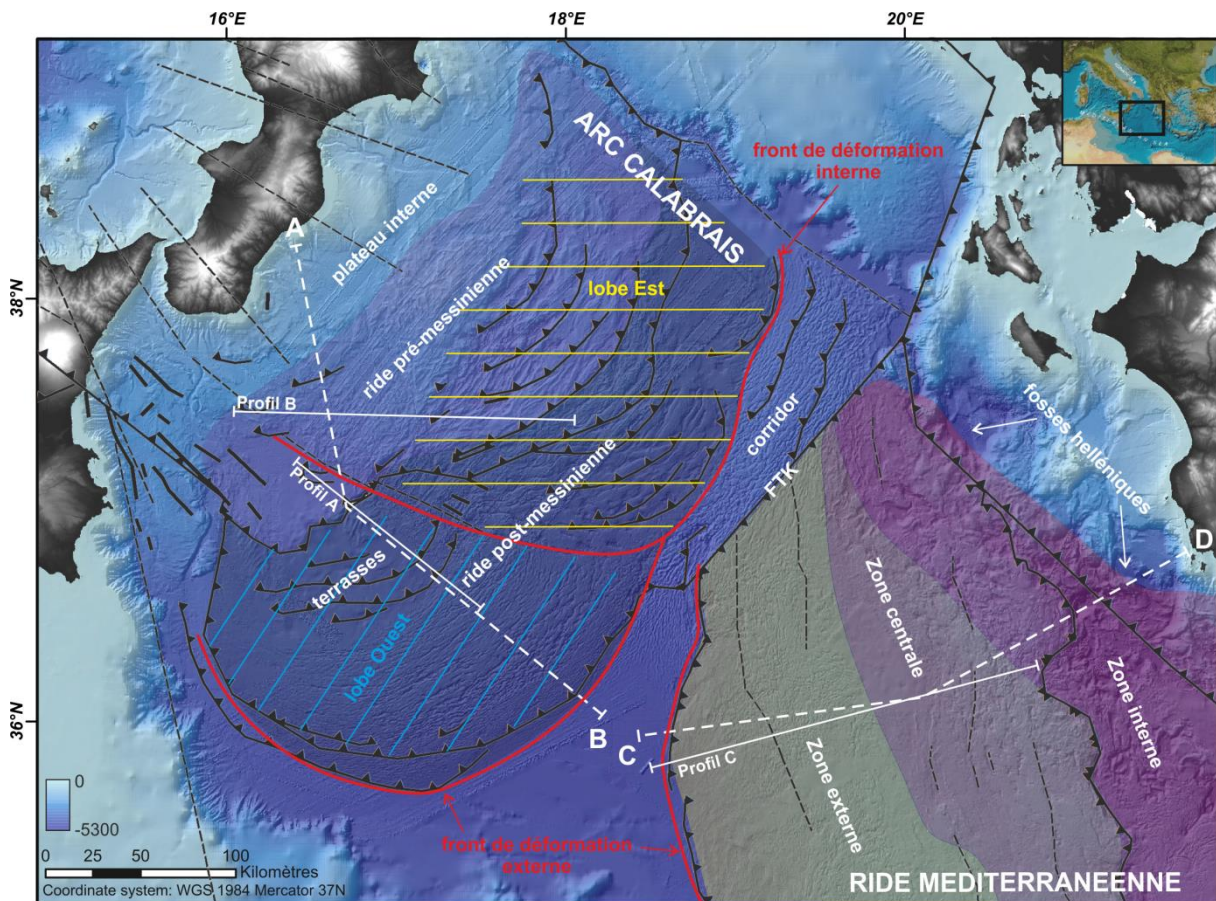 16°E
18°E
20°E
ARC CALABRAIS
front de déformation
interne
A
plateau interne
38°N
lobe Est
ride pré-messinienne
fosses helléniques
Profil B
corridor
FTK
Profil A
ride post-messinienne
D
terrasses
Zone centrale
lobe Ouest
Zone interne
36°N
B
C
Profil C
Zone externe
0
-5300
front de déformation
externe
0 25 50 100
Kilomètres
Coordinate system: WGS 1984 Mercator 37N
RIDE MEDITERRANEENNE